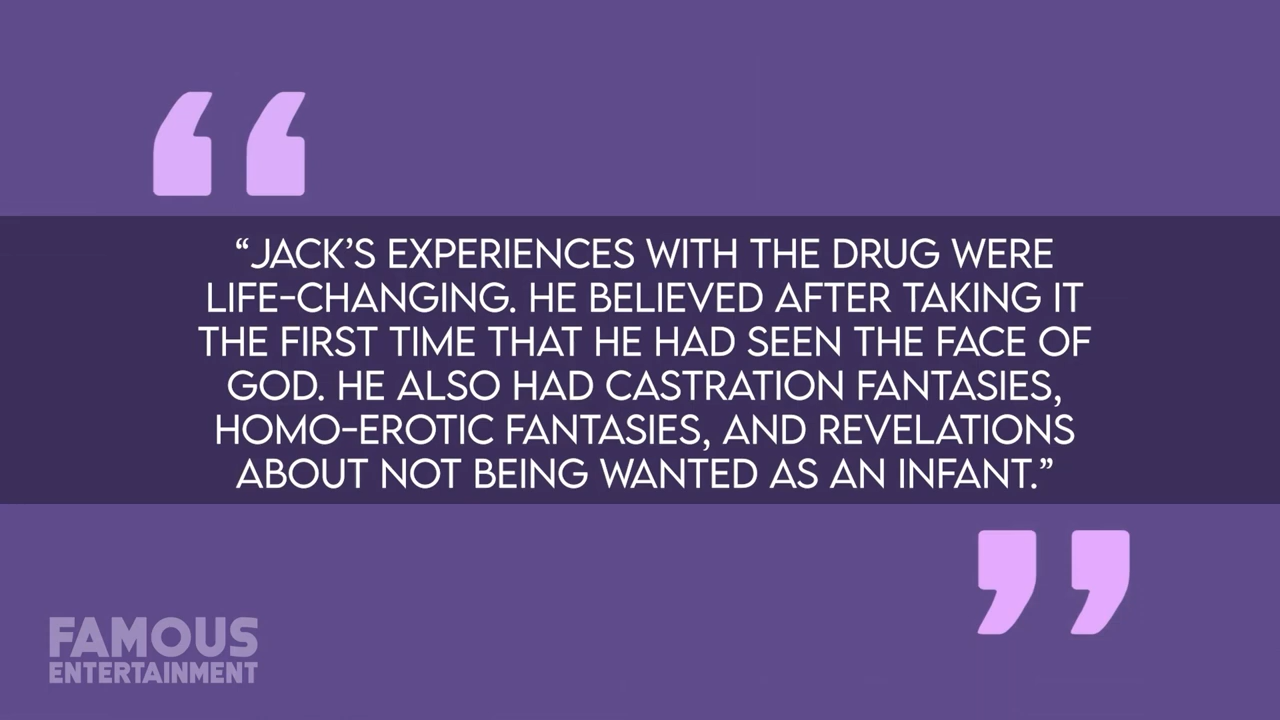 “
“JACK’S EXPERIENCES WITH THE DRUG WERE
LIFE-CHANGING. HE BELIEVED AFTER TAKING IT
THE FIRST TIME THAT HE HAD SEEN THE FACE OF
GOD. HE ALSO HAD CASTRATION FANTASIES,
HOMO-EROTIC FANTASIES, AND REVELATIONS
ABOUT NOT BEING WANTED AS AN INFANT.”
”
FAMOUS
ENTERTAINMENT